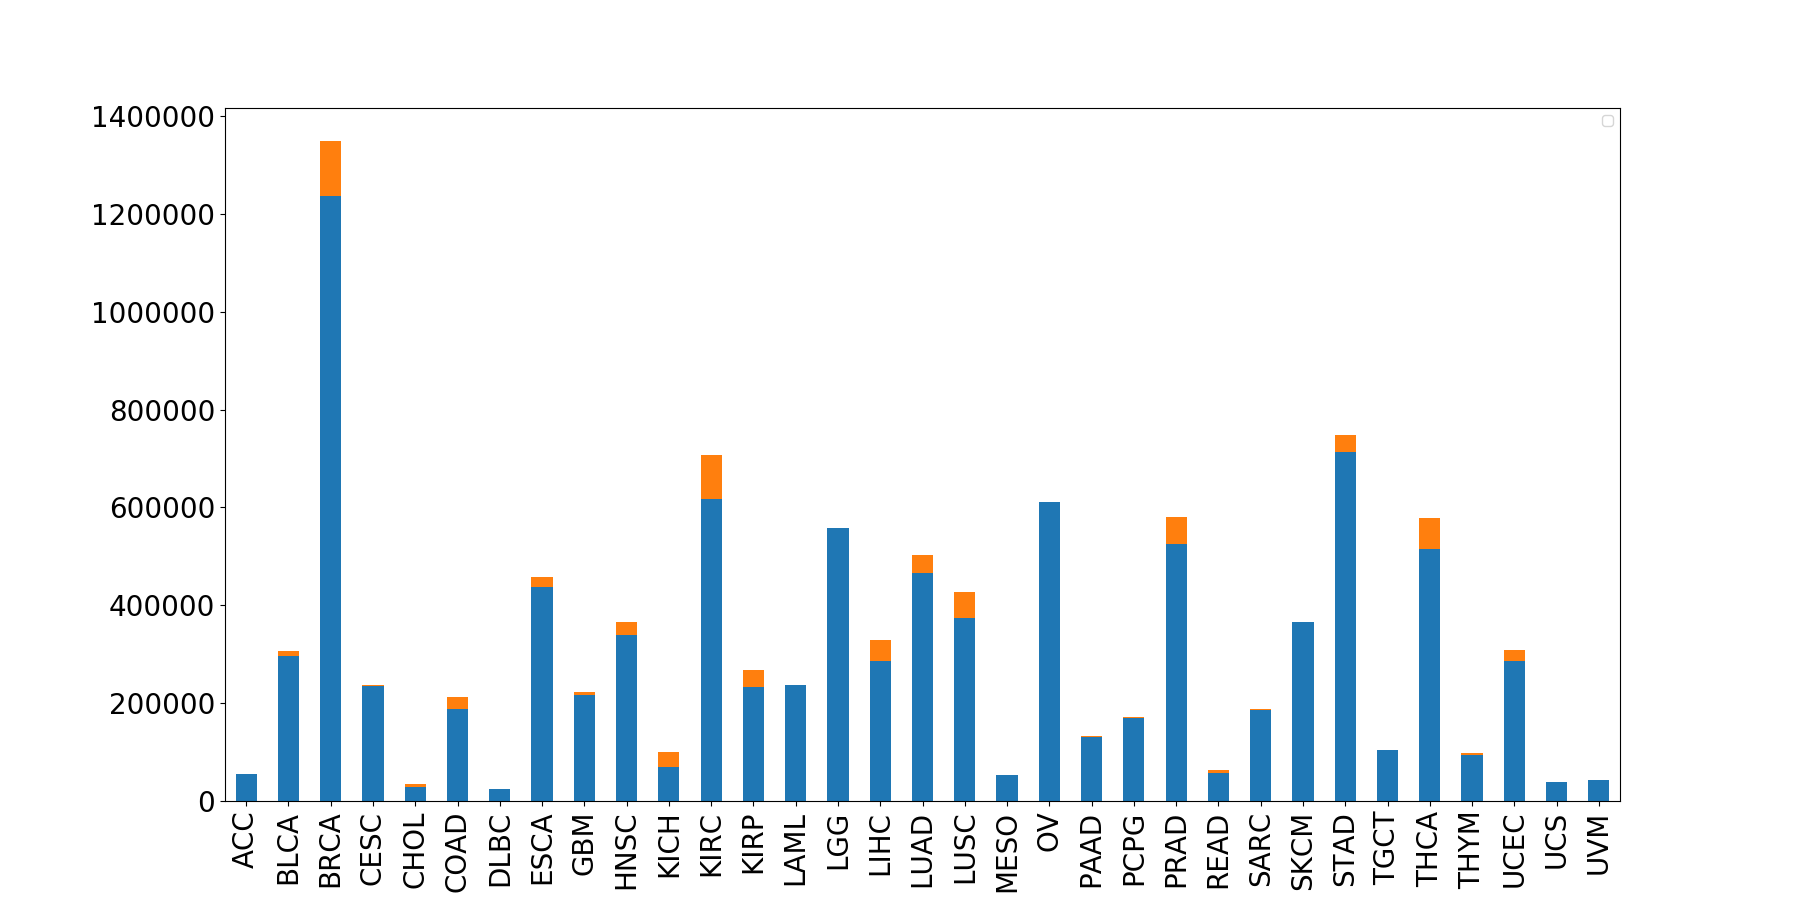 1400000
1200000
1000000
800000
600000
400000
200000
0
ACC
BLCA
BRCA
CESC
CHOL
COAD
DLBC
ESCA
GBM
HNSC
KICH
KIRC
KIRP
LAML
LGG
LIHC
LUAD
LUSC
MESO
OV
PAAD
PCPG
PRAD
READ
SARC
SKCM
STAD
TGCT
THCA
THYM
UCEC
UCS
UVM